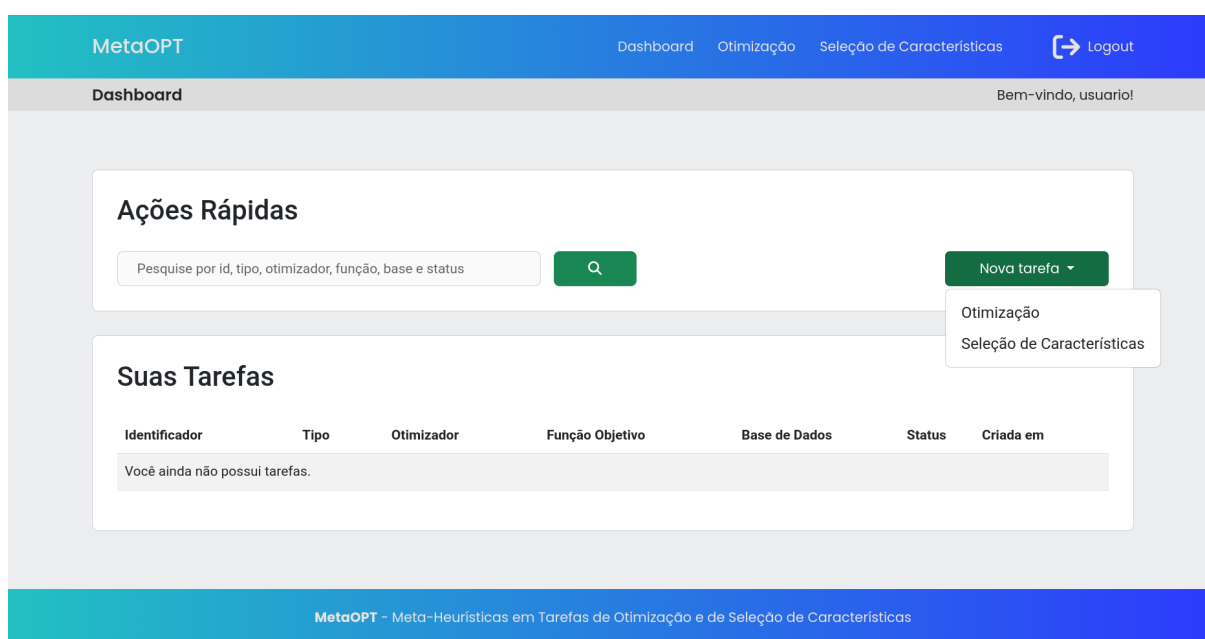 MetaOPT Dashboard Otimização Seleção de Características Logout
Dashboard Bem-vindo, usuario!
Ações Rápidas
Pesquise por id, tipo, otimizador, função, base e status Nova tarefa
Otimização
Seleção de Características
Suas Tarefas
Identificador Tipo Otimizador Função Objetivo Base de Dados Status Criada em
Você ainda não possui tarefas.
MetaOPT - Meta-Heurísticas em Tarefas de Otimização e de Seleção de Características